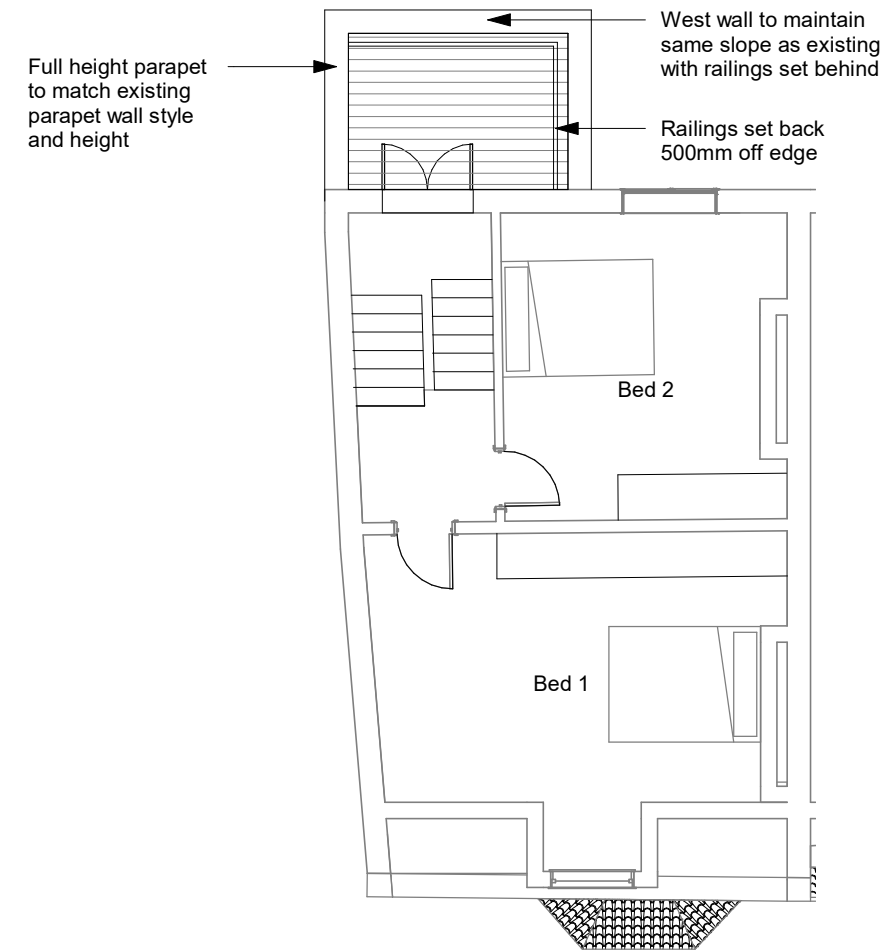 Full height parapet
to match existing
parapet wall style
and height
West wall to maintain
same slope as existing
with railings set behind
Railings set back
500mm off edge
Bed 2
Bed 1